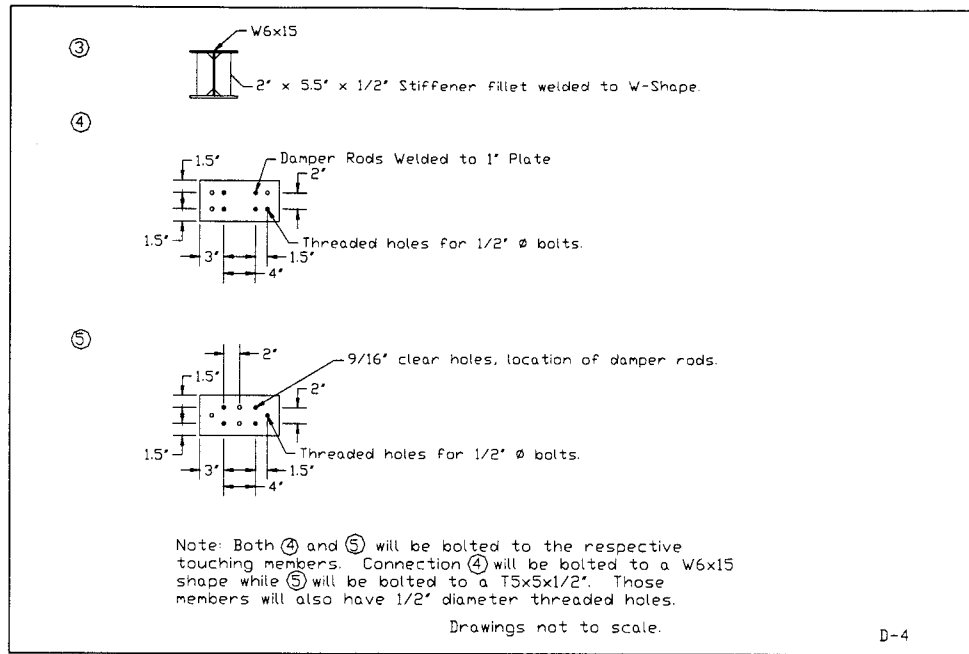 3
W6x15
2" x 5.5" x 1/2" Stiffener fillet welded to W-Shape.
4
1.5"
Damper Rods Welded to 1" Plate
2"
Threaded holes for 1/2" ø bolts.
1.5"
3"
1.5"
4"
5
2"
9/16" clear holes, location of damper rods.
1.5"
2"
Threaded holes for 1/2" ø bolts.
1.5"
3"
1.5"
4"
Note: Both 4 and 5 will be bolted to the respective
touching members. Connection 4 will be bolted to a W6x15
shape while 5 will be bolted to a T5x5x1/2". Those
members will also have 1/2" diameter threaded holes.
Drawings not to scale.
D-4